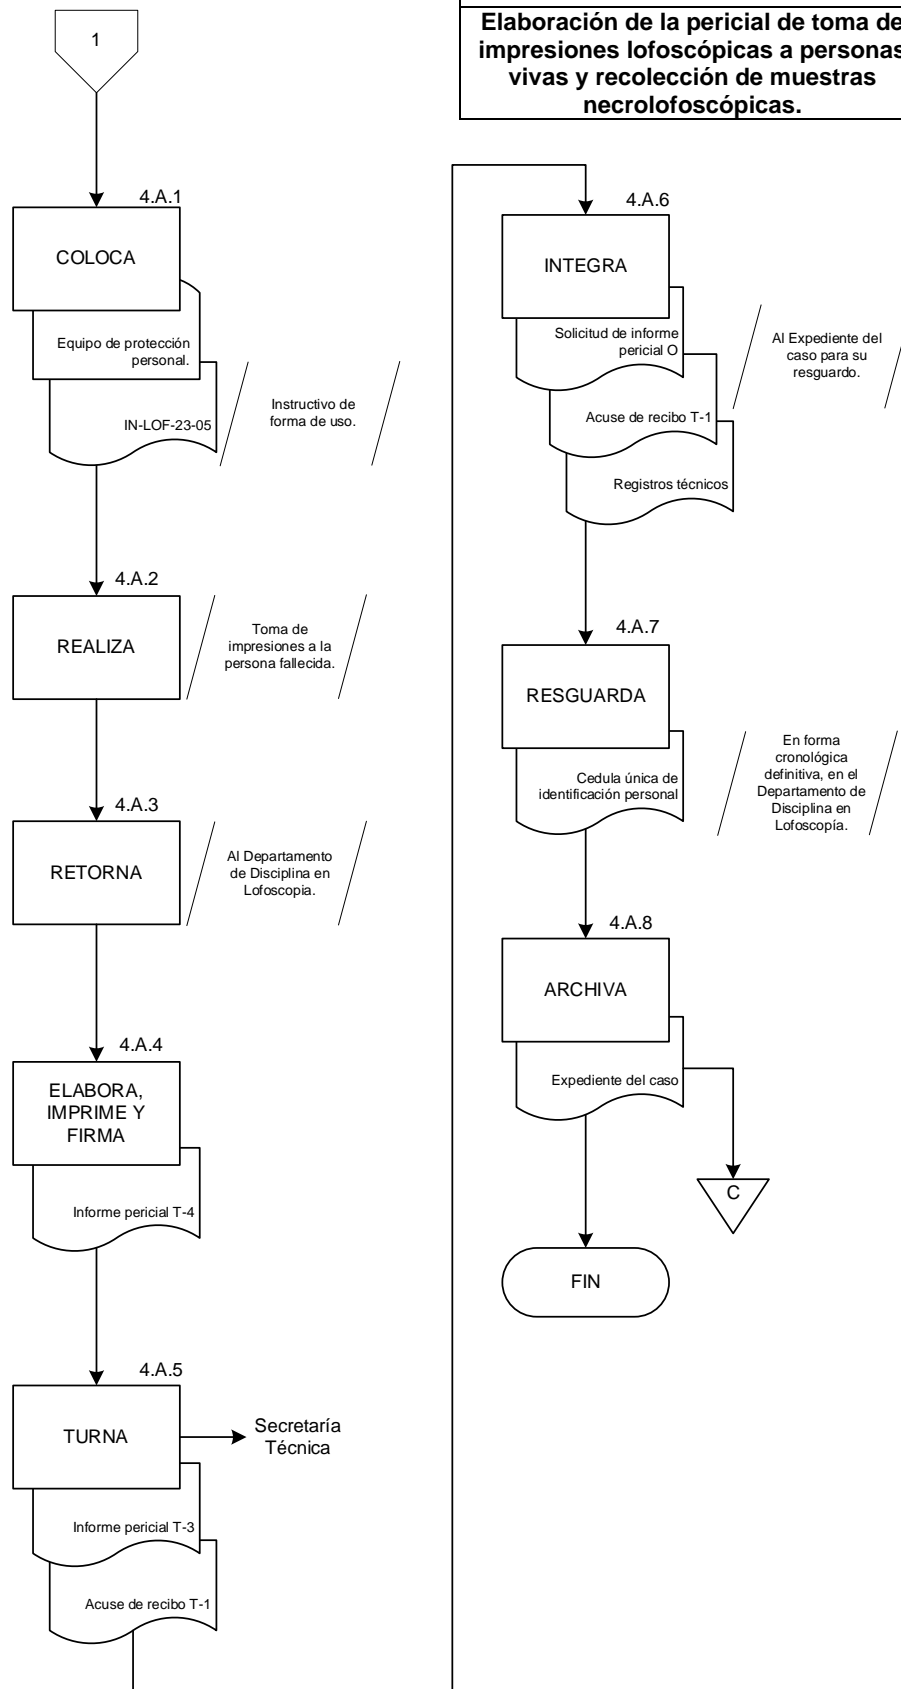 Elaboración de la pericial de toma de
impresiones lofoscópicas a personas
vivas y recolección de muestras
necrolofoscópicas.
1
4.A.1
COLOCA
Equipo de protección
personal.
IN-LOF-23-05
Instructivo de
forma de uso.
4.A.2
REALIZA
Toma de
impresiones a la
persona fallecida.
4.A.3
RETORNA
Al Departamento
de Disciplina en
Lofoscopia.
4.A.4
ELABORA,
IMPRIME Y
FIRMA
Informe pericial T-4
4.A.5
TURNA
Secretaría
Técnica
Informe pericial T-3
Acuse de recibo T-1
4.A.6
INTEGRA
Solicitud de informe
pericial O
Acuse de recibo T-1
Registros técnicos
Al Expediente del
caso para su
resguardo.
4.A.7
RESGUARDA
Cedula única de
identificación personal
En forma
cronológica
definitiva, en el
Departamento de
Disciplina en
Lofoscopía.
4.A.8
ARCHIVA
Expediente del caso
C
FIN